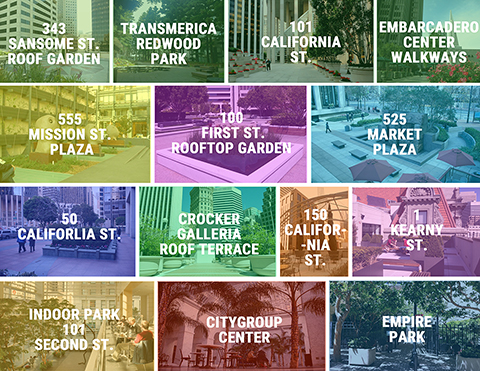 343
SANSOME ST.
ROOF GARDEN
TRANSMERICA
REDWOOD
PARK
101
CALIFORNIA
ST.
EMBARCADERO
CENTER
WALKWAYS
555
MISSION ST.
PLAZA
100
FIRST ST.
ROOFTOP GARDEN
525
MARKET
PLAZA
50
CALIFORLIA ST.
CROCKER
GALLERIA
ROOF TERRACE
150
CALIFOR-
-NIA
ST.
1
KEARNY
ST.
INDOOR PARK
101
SECOND ST.
CITYGROUP
CENTER
EMPIRE
PARK